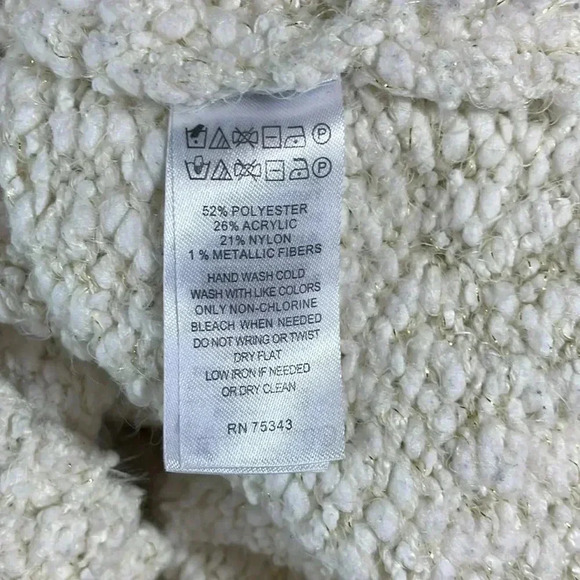 P
P
52% POLYESTER
26% ACRYLIC
21% NYLON
1 % METALLIC FIBERS
HAND WASH COLD
WASH WITH LIKE COLORS
ONLY NON-CHLORINE
BLEACH WHEN NEEDED
DO NOT WRING OR TWIST
DRY FLAT
LOW IRON IF NEEDED
OR DRY CLEAN
RN 75343